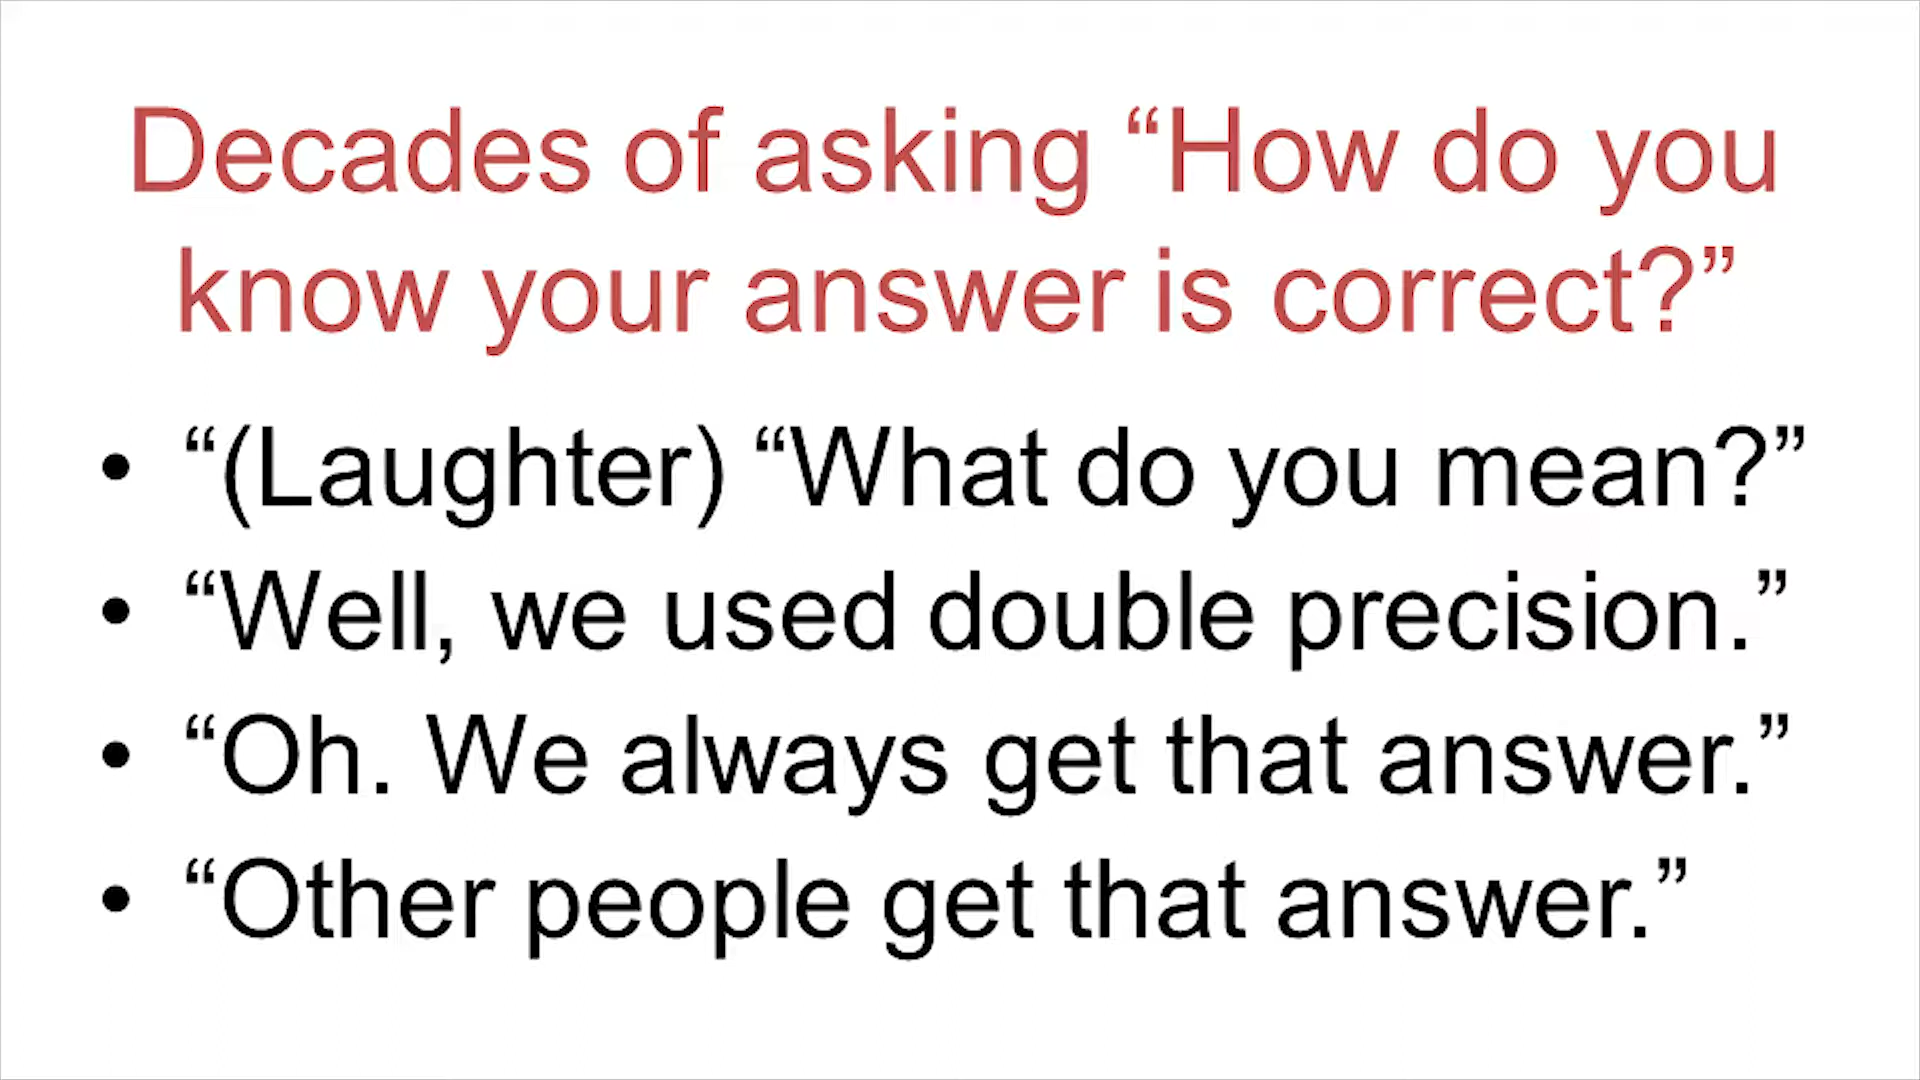 Decades of asking “How do you
know your answer is correct?”
• “(Laughter) “What do you mean?”
• “Well, we used double precision.”
• “Oh. We always get that answer.”
• “Other people get that answer.”